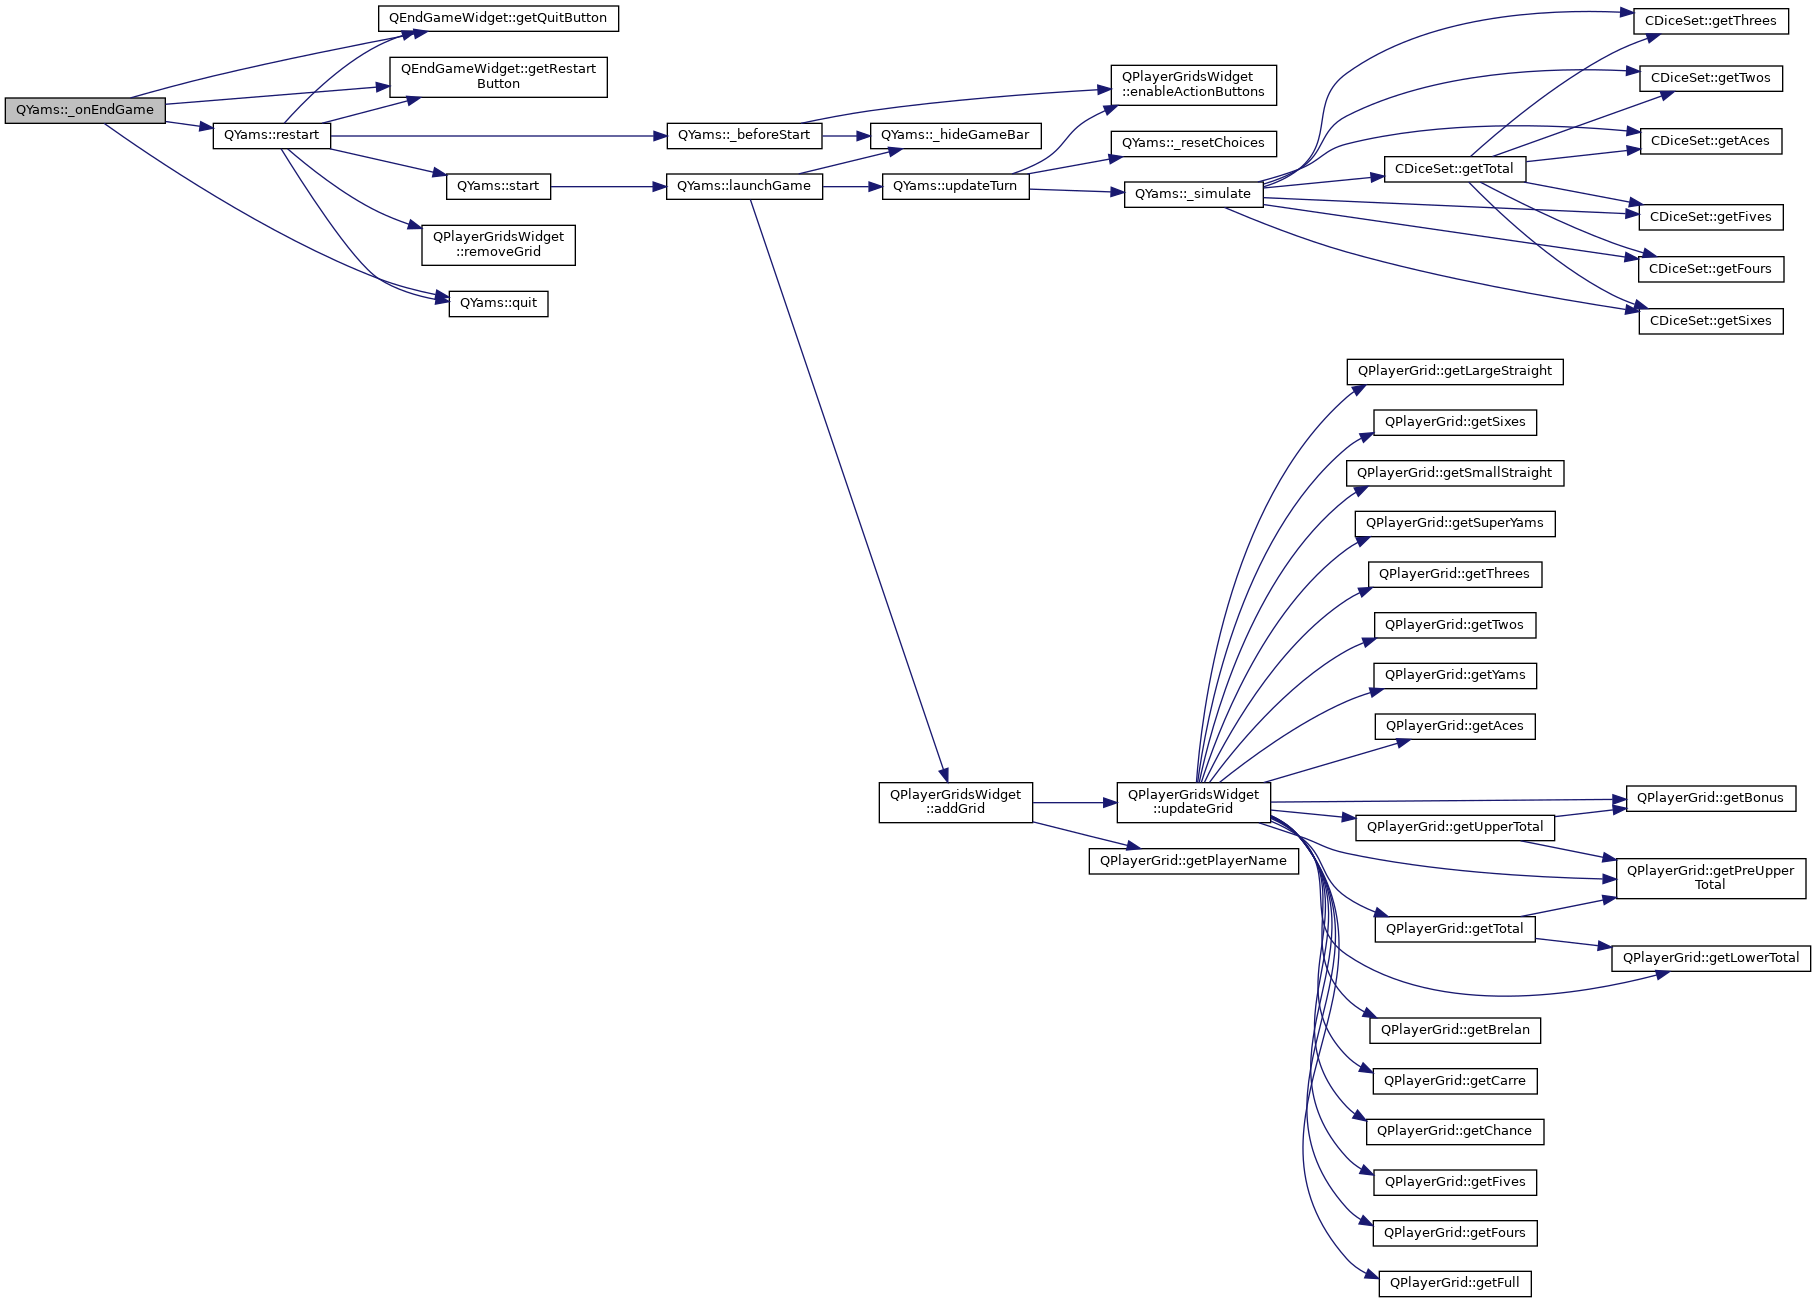 QYams::_onEndGame
QEndGameWidget::getQuitButton
QEndGameWidget::getRestart
Button
QYams::restart
QYams::start
QPlayerGridsWidget
::removeGrid
QYams::quit
QYams::_beforeStart
QYams::launchGame
QYams::_hideGameBar
QYams::updateTurn
QPlayerGridsWidget
::addGrid
QPlayerGridsWidget
::enableActionButtons
QYams::_resetChoices
QYams::_simulate
QPlayerGridsWidget
::updateGrid
QPlayerGrid::getPlayerName
CDiceSet::getTotal
CDiceSet::getThrees
CDiceSet::getTwos
CDiceSet::getAces
CDiceSet::getFives
CDiceSet::getFours
CDiceSet::getSixes
QPlayerGrid::getLargeStraight
QPlayerGrid::getSixes
QPlayerGrid::getSmallStraight
QPlayerGrid::getSuperYams
QPlayerGrid::getThrees
QPlayerGrid::getTwos
QPlayerGrid::getYams
QPlayerGrid::getAces
QPlayerGrid::getBonus
QPlayerGrid::getUpperTotal
QPlayerGrid::getPreUpper
Total
QPlayerGrid::getTotal
QPlayerGrid::getLowerTotal
QPlayerGrid::getBrelan
QPlayerGrid::getCarre
QPlayerGrid::getChance
QPlayerGrid::getFives
QPlayerGrid::getFours
QPlayerGrid::getFull